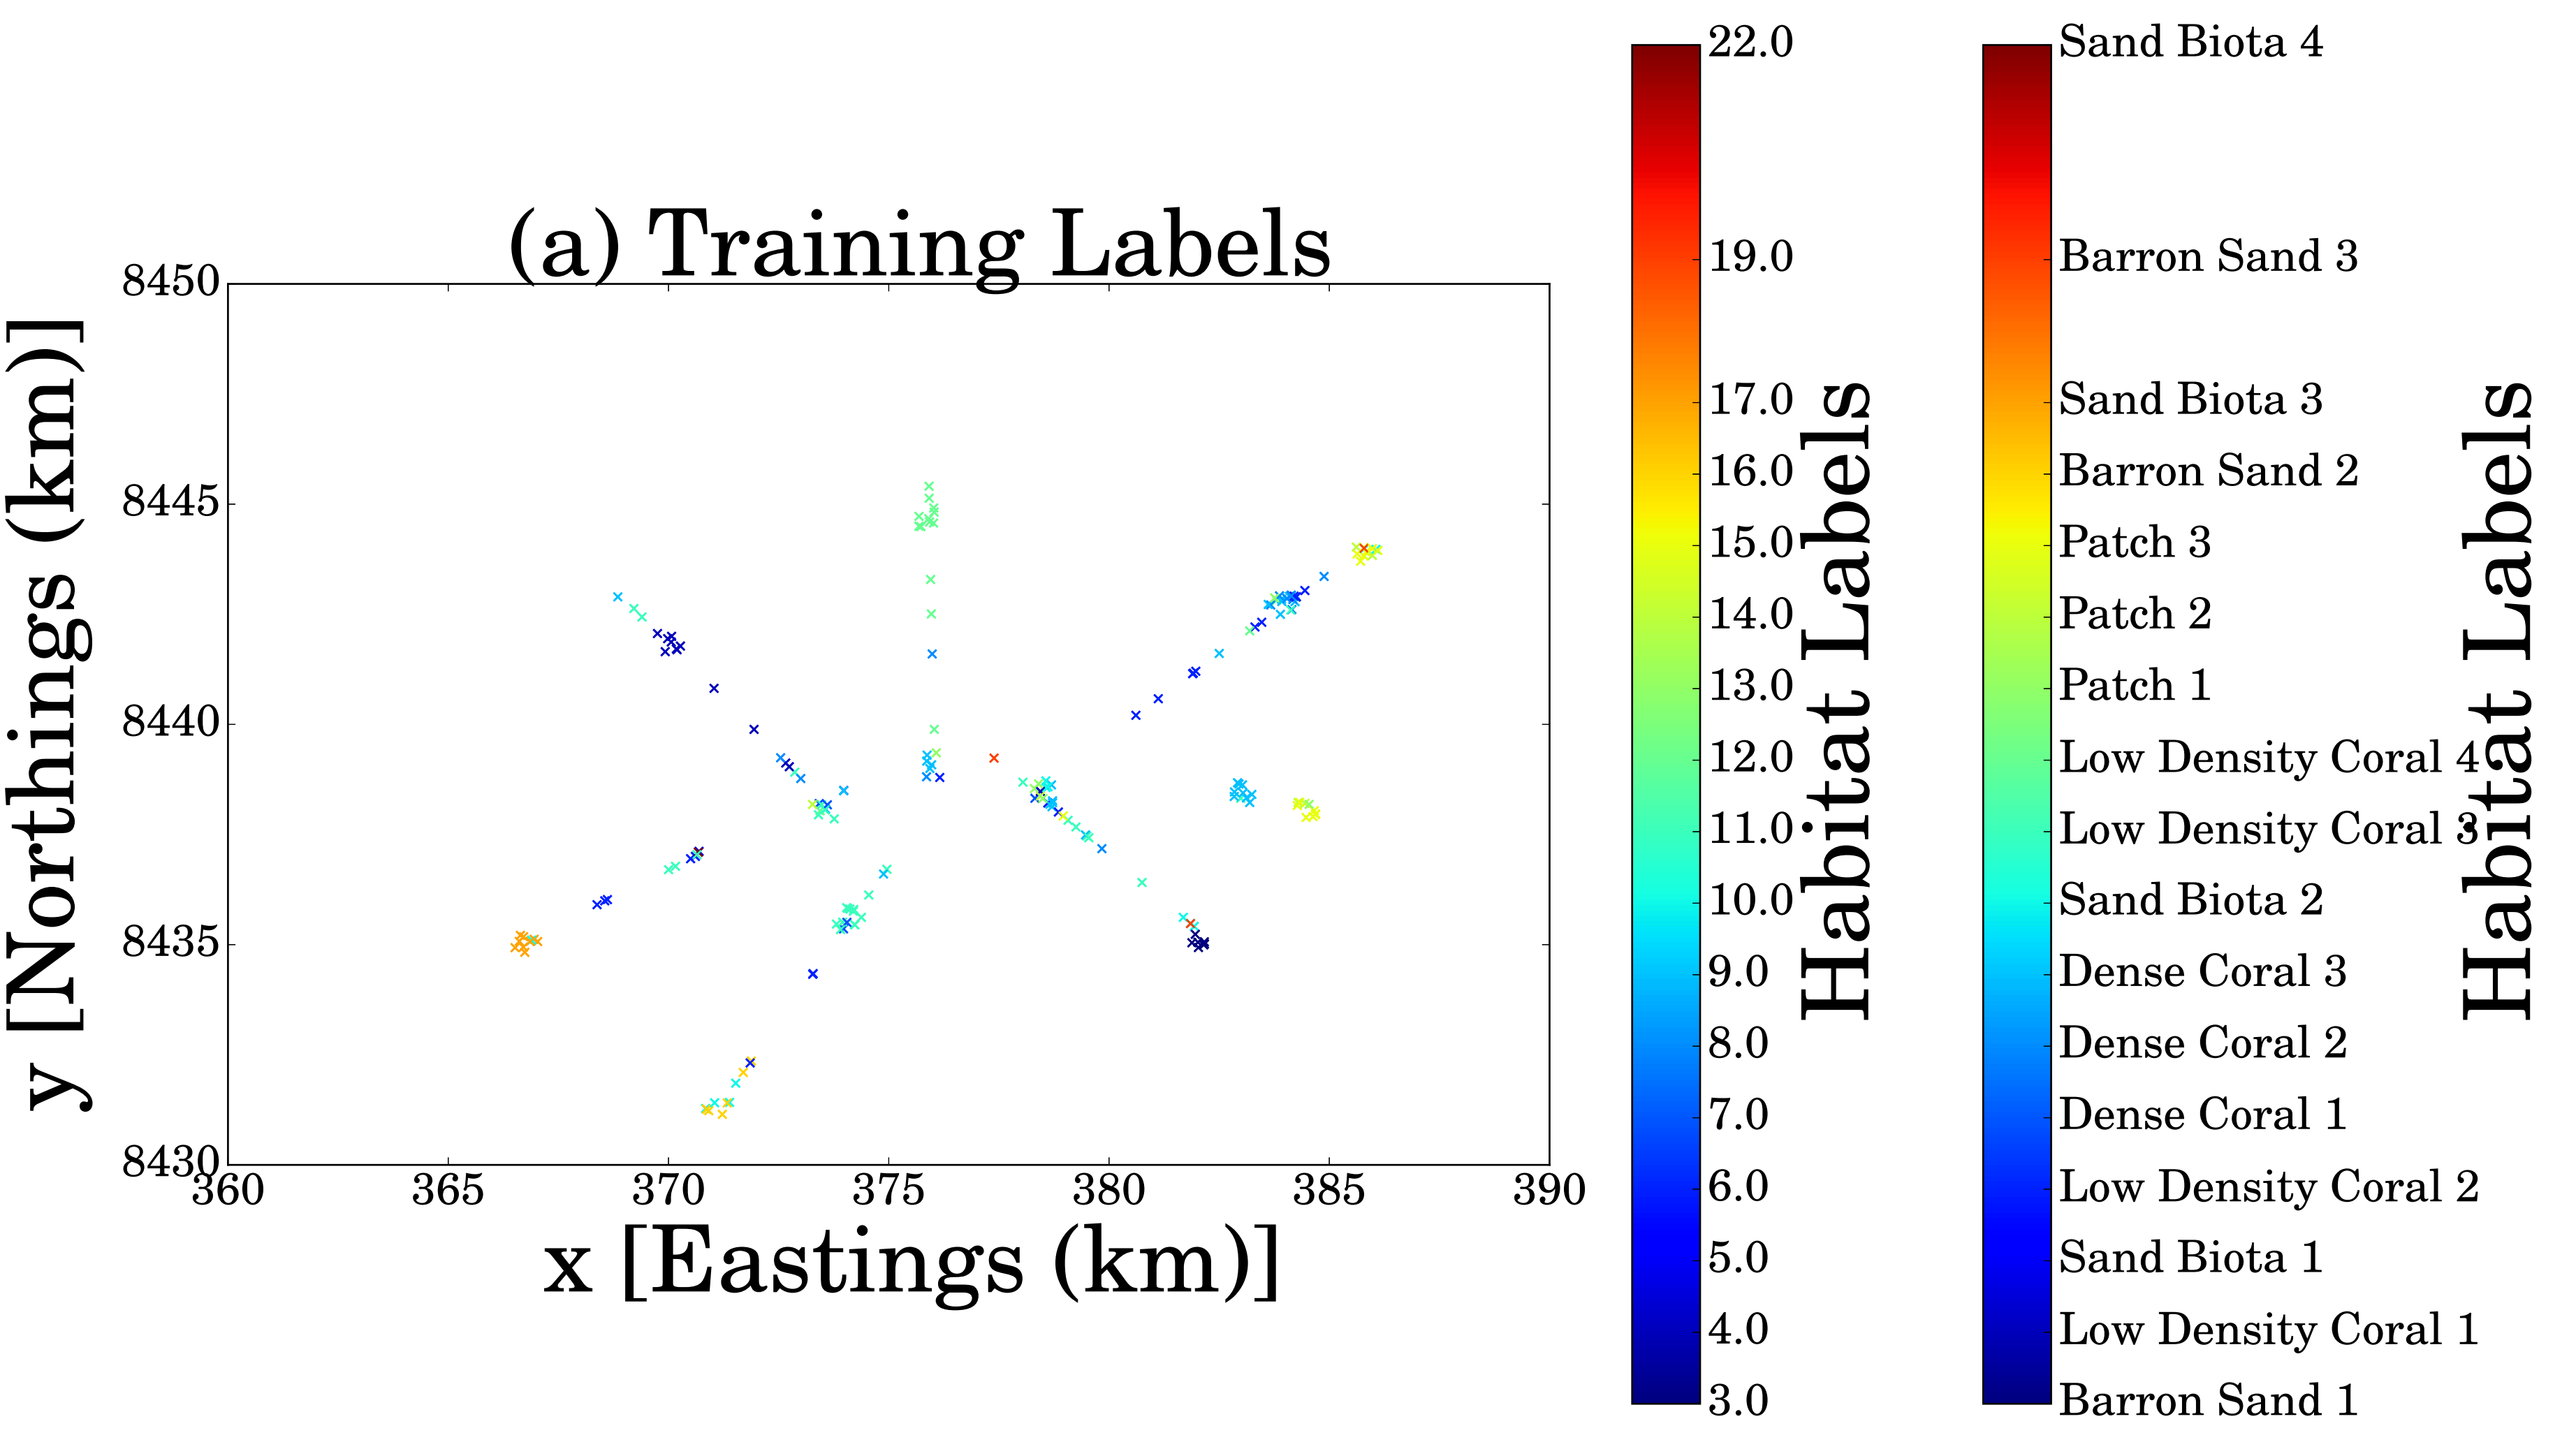 (a) Training Labels
y [Northings (km)]
8450
8445
8440
8435
8430
360 365 370 375 380 385 390
x [Eastings (km)]
22.0
19.0
17.0
16.0
15.0
14.0
13.0
12.0
11.0
10.0
9.0
8.0
7.0
6.0
5.0
4.0
3.0
Habitat Labels
Sand Biota 4
Barron Sand 3
Sand Biota 3
Barron Sand 2
Patch 3
Patch 2
Patch 1
Low Density Coral 4
Low Density Coral 3
Sand Biota 2
Dense Coral 3
Dense Coral 2
Dense Coral 1
Low Density Coral 2
Sand Biota 1
Low Density Coral 1
Barron Sand 1
Habitat Labels